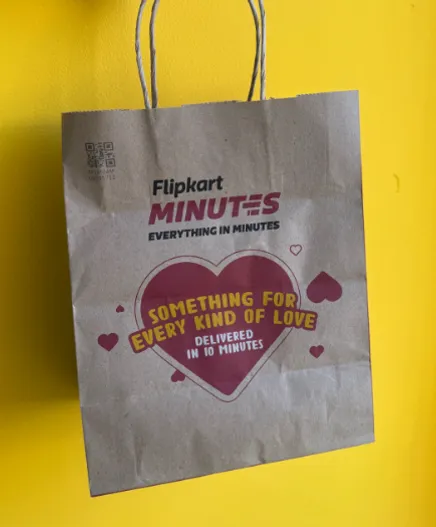 Flipkart
MINUTES
EVERYTHING IN MINUTES
SOMETHING FOR
EVERY KIND OF LOVE
DELIVERED
IN 10 MINUTES